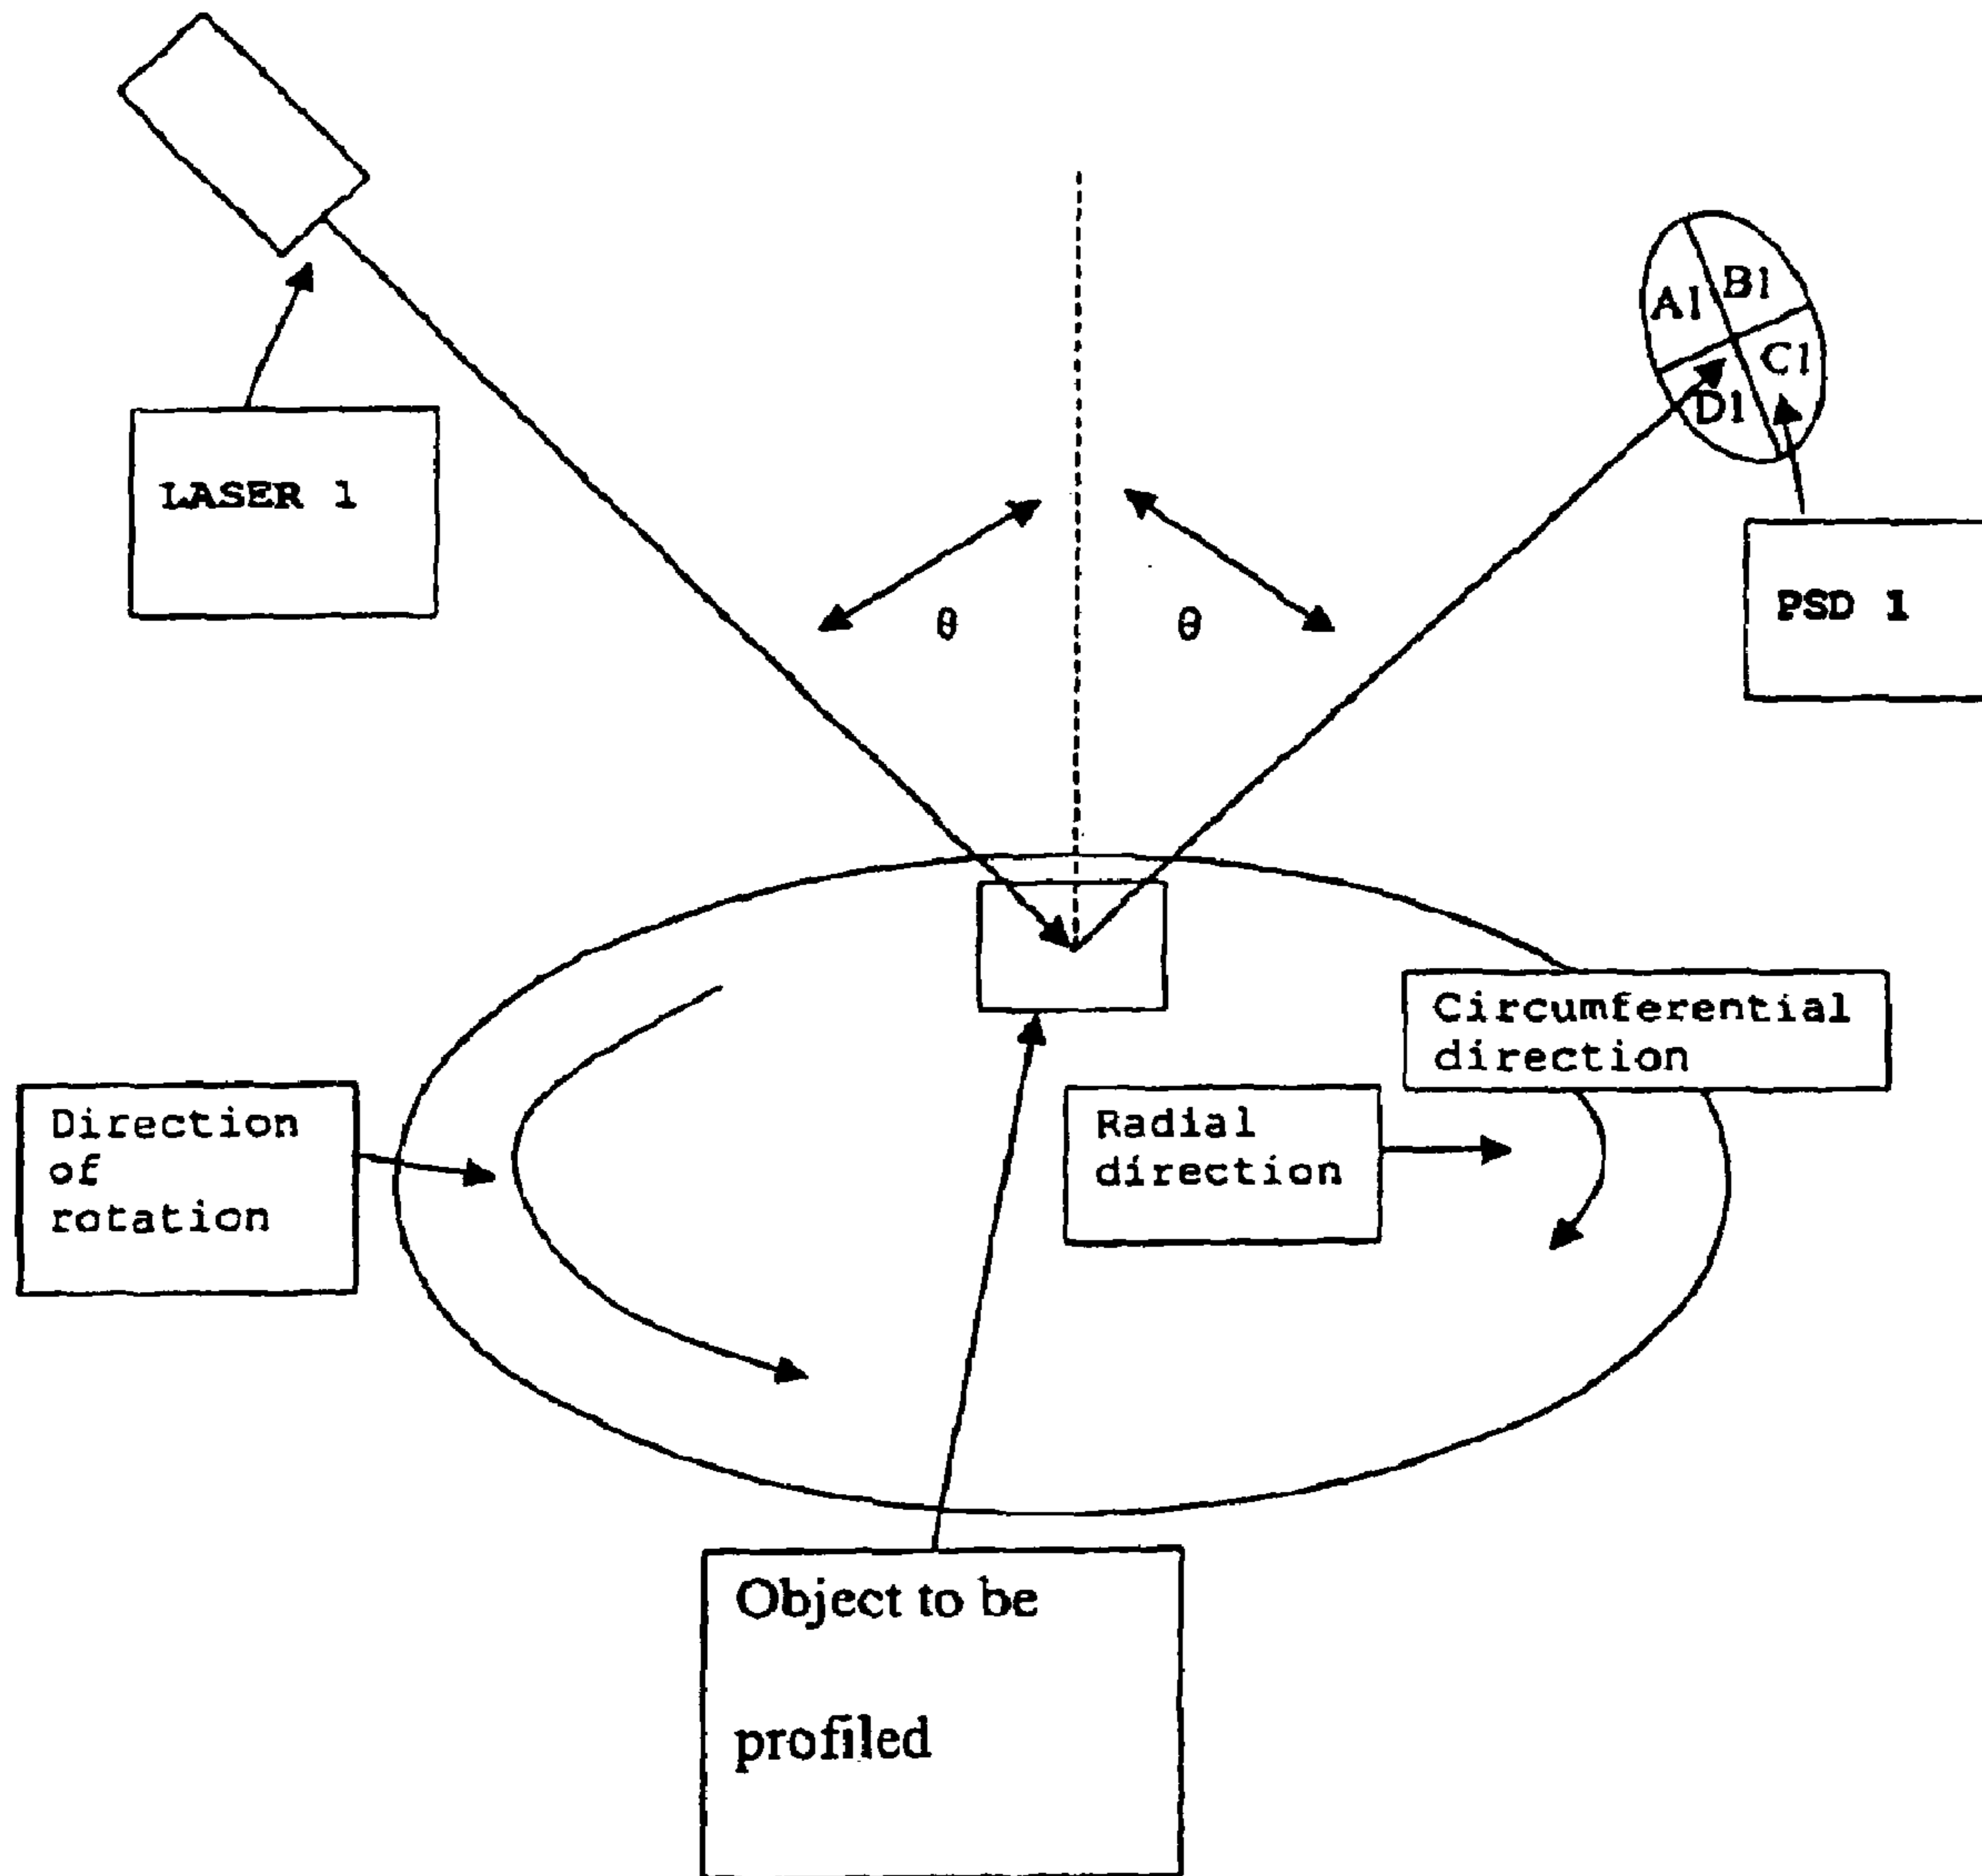 B1
A1
C1
D1
LASER 1
PSD 1
θ
θ
Circumferential
direction
Direction
of
rotation
Radial
direction
Object to be
profiled